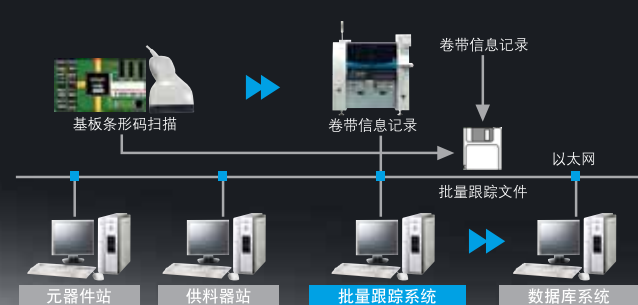 卷带信息记录
基板条形码扫描
卷带信息记录
以太网
批量跟踪文件
元器件站
供料器站
批量跟踪系统
数据库系统